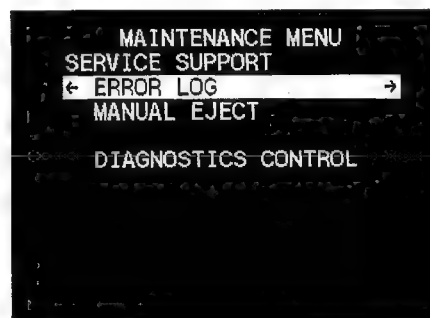 MAINTENANCE MENU
SERVICE SUPPORT
← ERROR LOG →
MANUAL EJECT
DIAGNOSTICS CONTROL